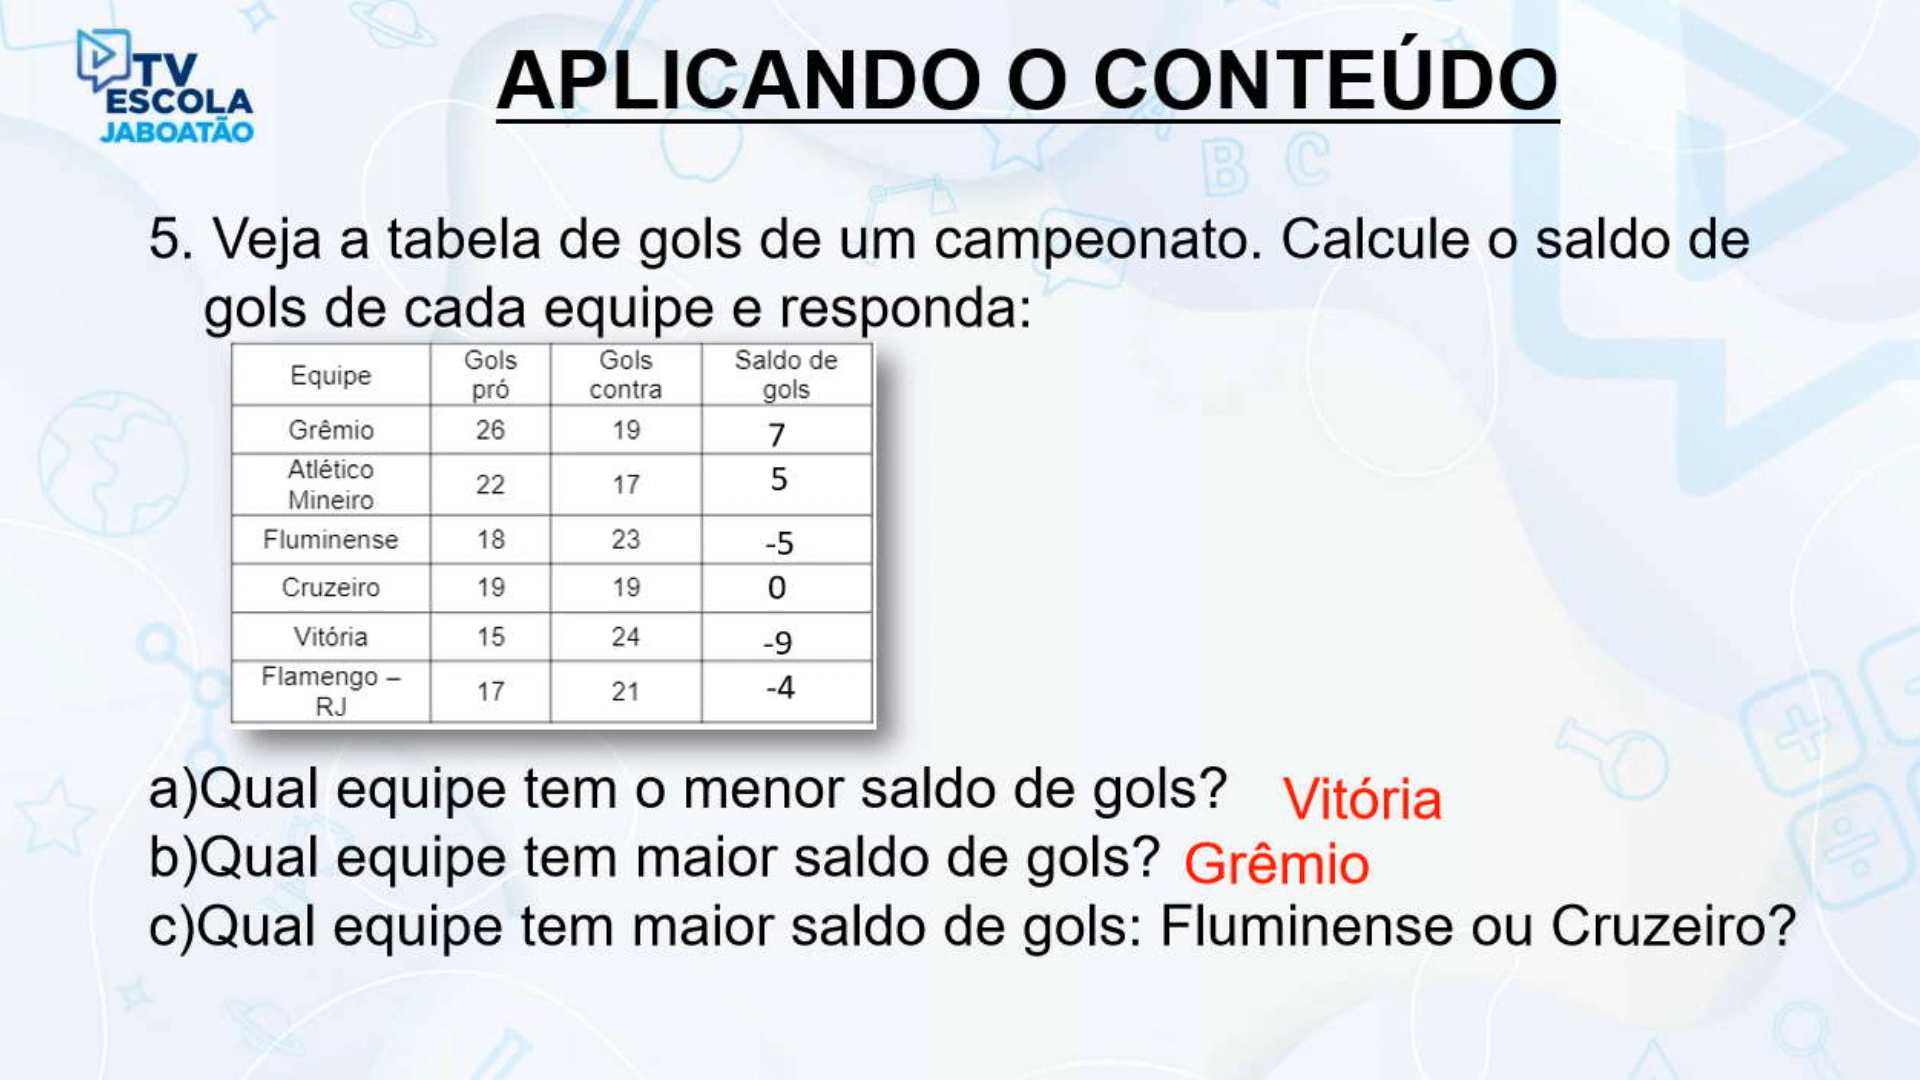 TV
ESCOLA
JABOATÃO
APLICANDO O CONTEÚDO
5. Veja a tabela de gols de um campeonato. Calcule o saldo de
gols de cada equipe e responda:
Equipe Gols pró Gols contra Saldo de gols
Grêmio 26 19 7
Atlético Mineiro 22 17 5
Fluminense 18 23 -5
Cruzeiro 19 19 0
Vitória 15 24 -9
Flamengo – RJ 17 21 -4
a)Qual equipe tem o menor saldo de gols? Vitória
b)Qual equipe tem maior saldo de gols? Grêmio
c)Qual equipe tem maior saldo de gols: Fluminense ou Cruzeiro?
A B C